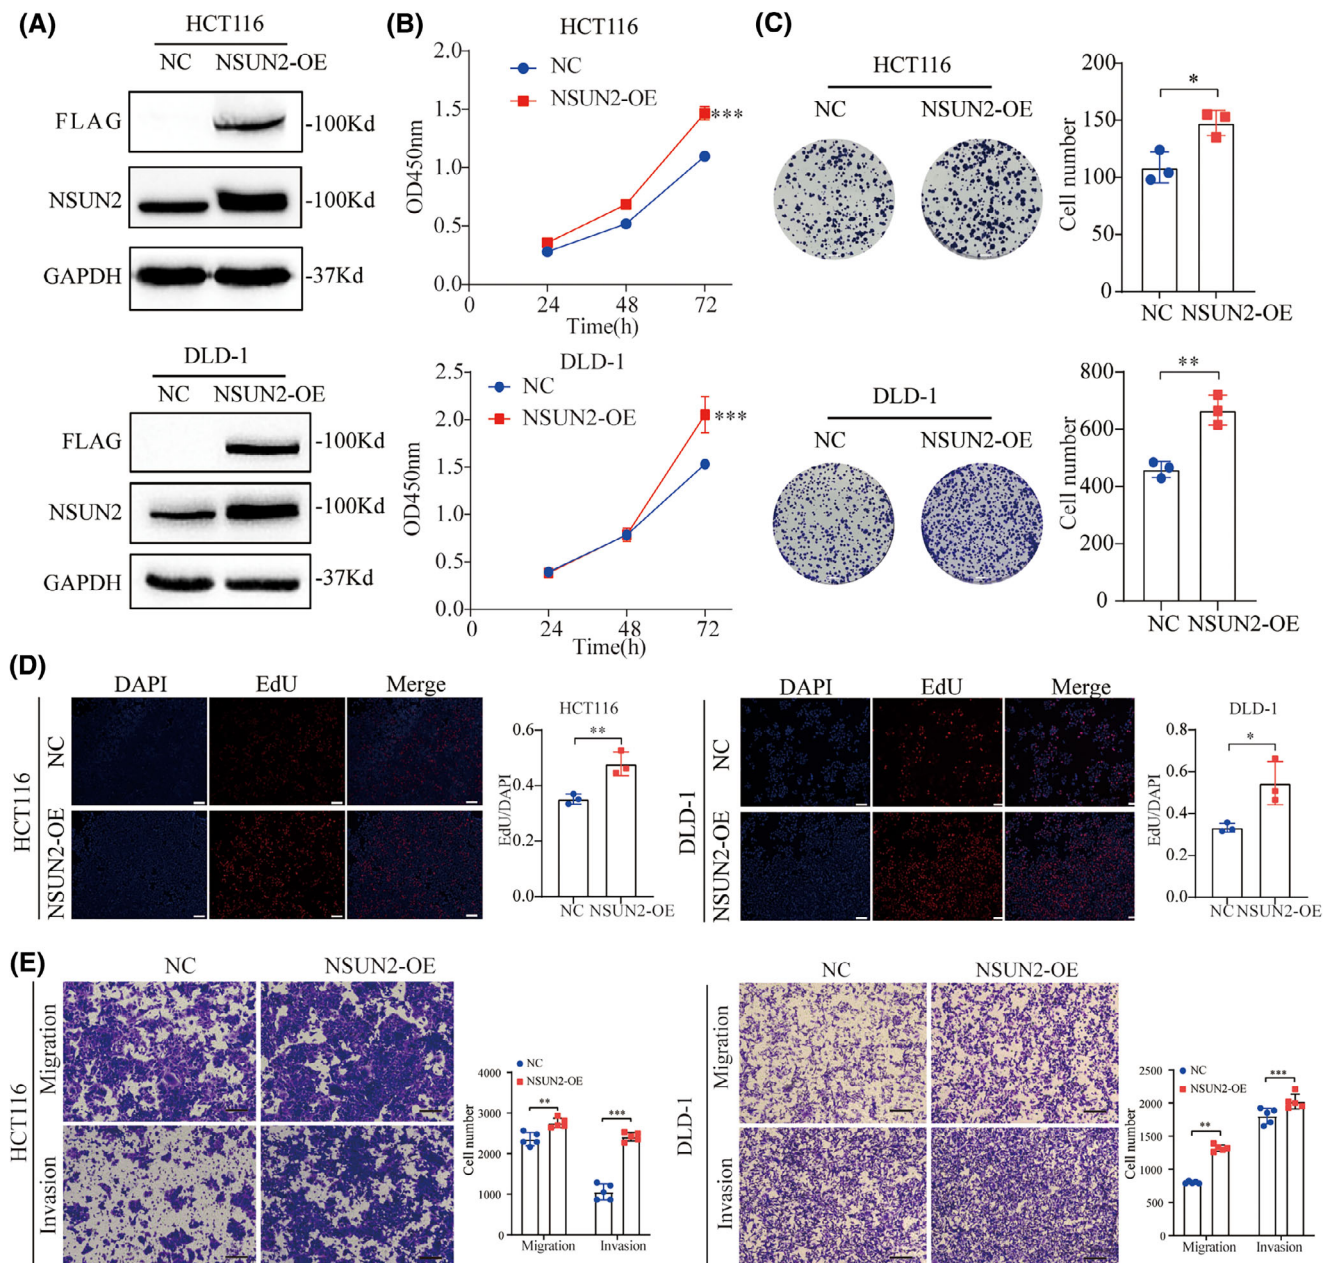 (A)
HCT116
NC NSUN2-OE
FLAG -100Kd
NSUN2 -100Kd
GAPDH -37Kd
DLD-1
NC NSUN2-OE
FLAG -100Kd
NSUN2 -100Kd
GAPDH -37Kd
(B)
HCT116
NC
NSUN2-OE
2.0
1.5
1.0
0.5
0.0
OD450nm
***
0 24 48 72
Time(h)
DLD-1
NC
NSUN2-OE
2.5
2.0
1.5
1.0
0.5
0.0
OD450nm
***
0 24 48 72
Time(h)
(C)
HCT116
NC NSUN2-OE
200
150
100
50
0
Cell number
*
NC NSUN2-OE
DLD-1
NC NSUN2-OE
800
600
400
200
0
Cell number
**
NC NSUN2-OE
(D)
HCT116
DAPI EdU Merge
NC
NSUN2-OE
HCT116
0.6
0.4
0.2
0.0
EdU/DAPI
**
NC NSUN2-OE
DLD-1
DAPI EdU Merge
NC
NSUN2-OE
DLD-1
0.8
0.6
0.4
0.2
0.0
EdU/DAPI
*
NC NSUN2-OE
(E)
HCT116
NC NSUN2-OE
Migration
Invasion
NC
NSUN2-OE
4000
3000
2000
1000
0
Cell number
** ***
Migration Invasion
DLD-1
NC NSUN2-OE
Migration
Invasion
NC
NSUN2-OE
2500
2000
1500
1000
500
0
Cell number
** ***
Migration Invasion